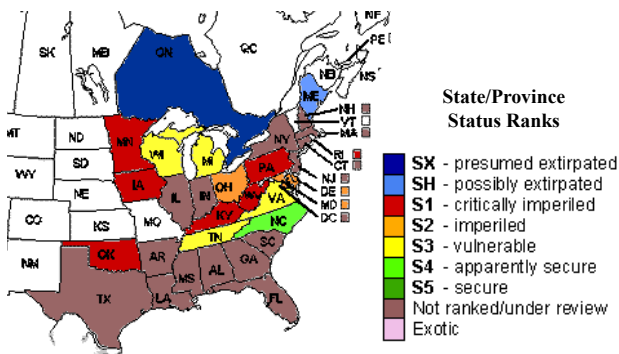 NF
SK
MB
ON
QC
PE
NB
NS
ME
MT
ND
MN
NH
VT
MA
SD
WI
MI
NY
RI
CT
WY
IA
PA
NJ
NE
IL
IN
OH
DE
MD
DC
WV
VA
CO
KS
MO
KY
NC
TN
NM
OK
AR
SC
MS
AL
GA
TX
LA
FL
State/Province
Status Ranks
SX - presumed extirpated
SH - possibly extirpated
S1 - critically imperiled
S2 - imperiled
S3 - vulnerable
S4 - apparently secure
S5 - secure
Not ranked/under review
Exotic